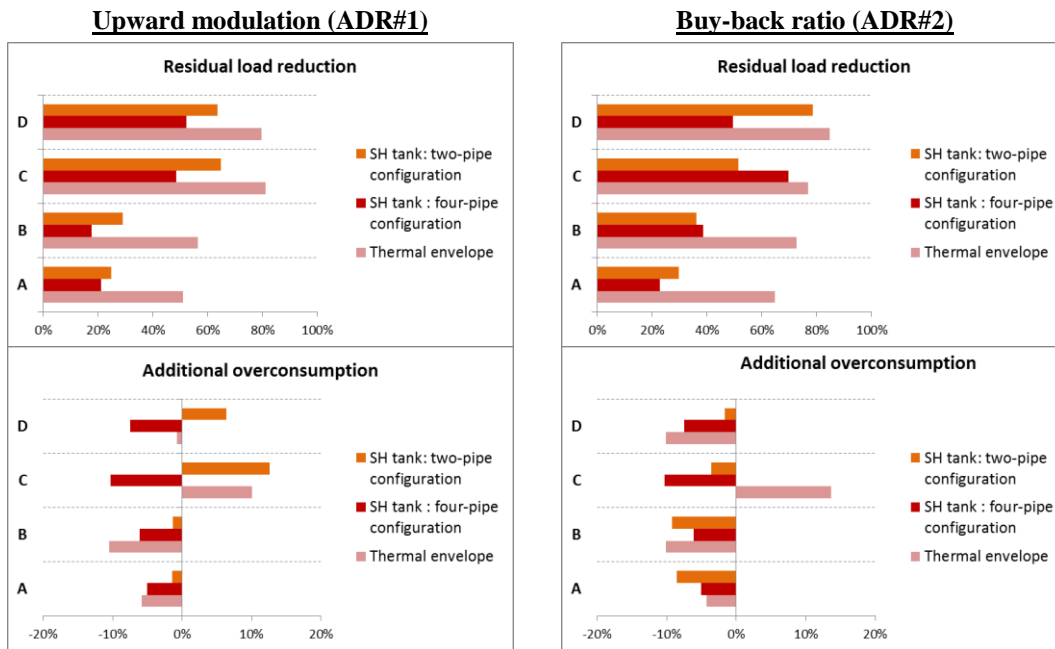 Upward modulation (ADR#1)
Residual load reduction
D
C
B
A
0% 20% 40% 60% 80% 100%
SH tank: two-pipe
configuration
SH tank : four-pipe
configuration
Thermal envelope
Additional overconsumption
D
C
B
A
-20% -10% 0% 10% 20%
SH tank: two-pipe
configuration
SH tank : four-pipe
configuration
Thermal envelope
Buy-back ratio (ADR#2)
Residual load reduction
D
C
B
A
0% 20% 40% 60% 80% 100%
SH tank: two-pipe
configuration
SH tank : four-pipe
configuration
Thermal envelope
Additional overconsumption
D
C
B
A
-20% -10% 0% 10% 20%
SH tank: two-pipe
configuration
SH tank : four-pipe
configuration
Thermal envelope